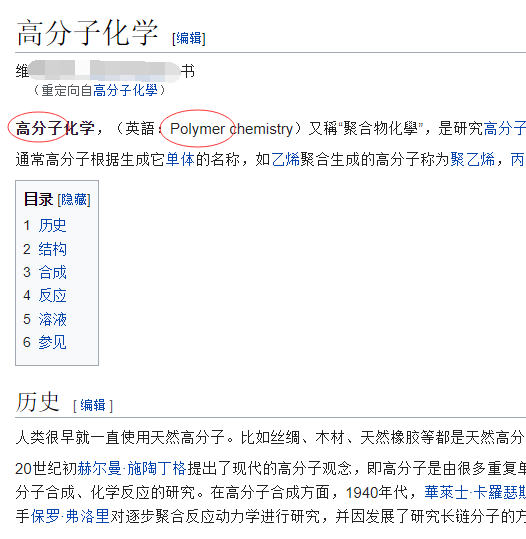 高分子化学 [编辑]
维 书
（重定向自高分子化學）
高分子化学，（英語：Polymer chemistry）又稱“聚合物化學”，是研究高分子
通常高分子根据生成它单体的名称，如乙烯聚合生成的高分子称为聚乙烯，丙
目录 [隐藏]
1 历史
2 结构
3 合成
4 反应
5 溶液
6 参见
历史 [编辑]
人类很早就一直使用天然高分子。比如丝绸、木材、天然橡胶等都是天然高分
20世纪初赫尔曼·施陶丁格提出了现代的高分子观念，即高分子是由很多重复单
分子合成、化学反应的研究。在高分子合成方面，1940年代，華萊士·卡羅瑟斯
手保罗·弗洛里对逐步聚合反应动力学进行研究，并因发展了研究长链分子的方